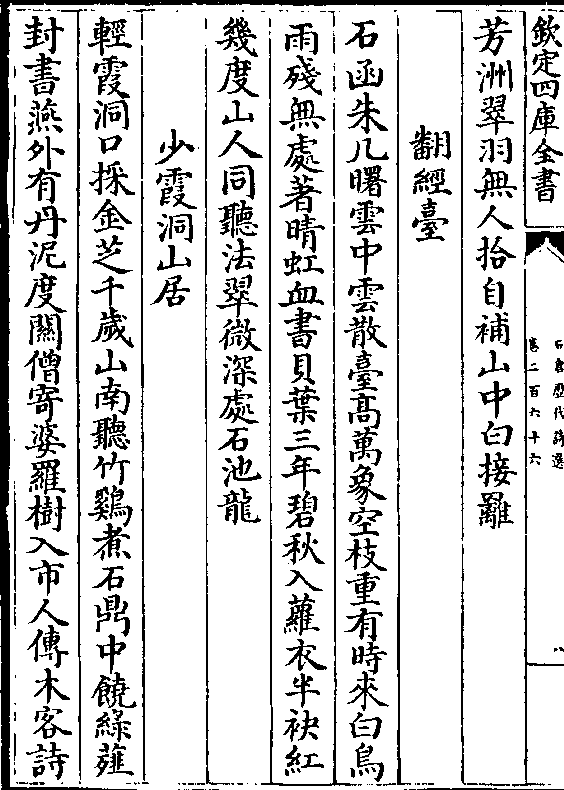 欽定四庫全書
石倉歷代詩選
卷二百六十六
八
芳洲翠羽無人拾自補山中白接䍦
翻經臺
石函朱几曙雲中雲散臺高萬象空枝重有時來白鳥
雨殘無處著晴虹血書貝葉三年碧秋入蘿衣半袂紅
幾度山人同聽法翠微深處石池龍
少霞洞山居
輕霞洞口採金芝千歲山南聽竹鷄煮石鼎中饒綠薤
封書燕外有丹泥度關僧寄婆羅樹入市人傳木客詩